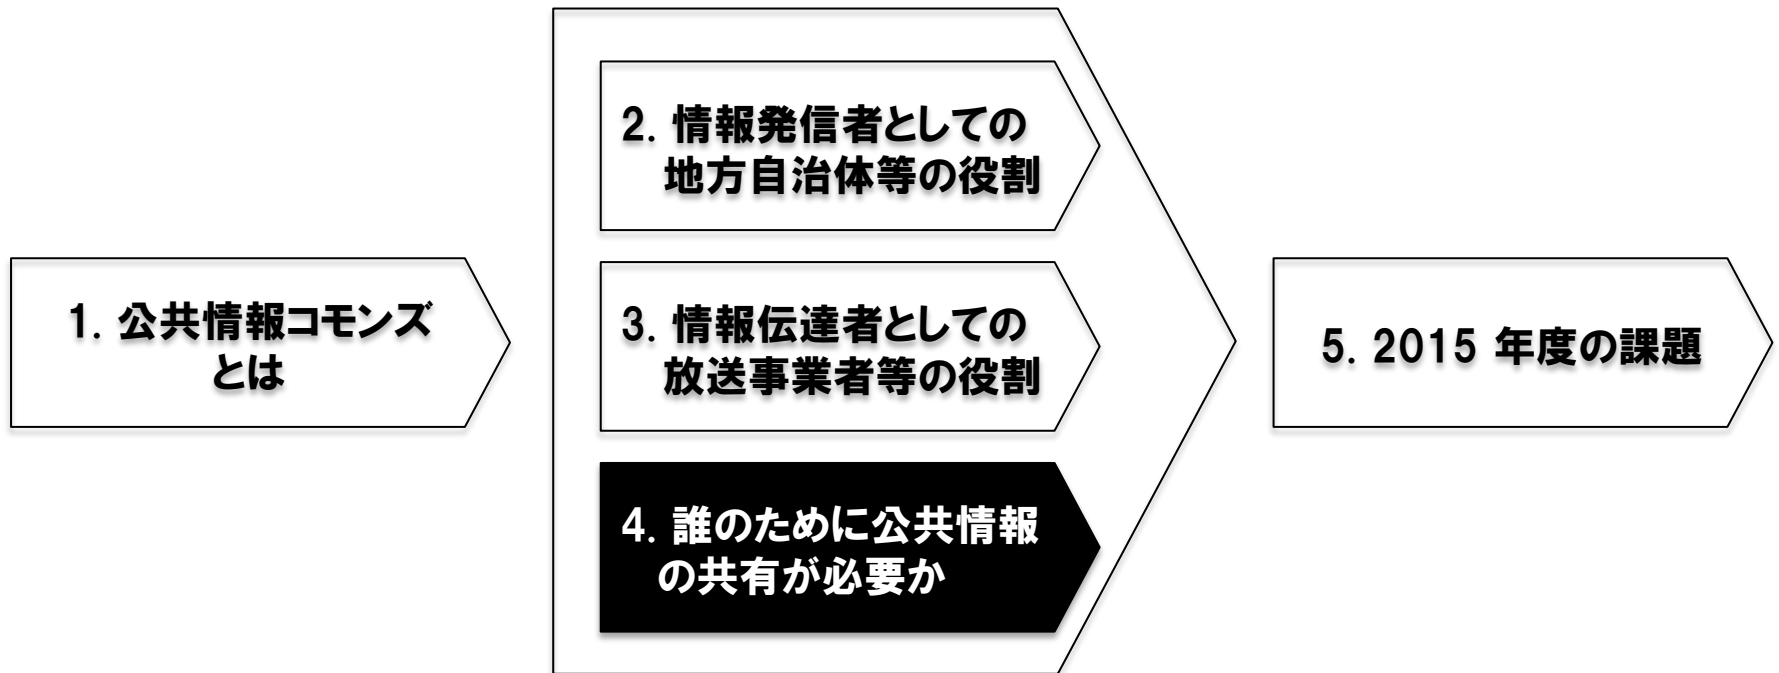 1. 公共情報コモンズ
とは
2. 情報発信者としての
地方自治体等の役割
3. 情報伝達者としての
放送事業者等の役割
4. 誰のために公共情報
の共有が必要か
5. 2015 年度の課題